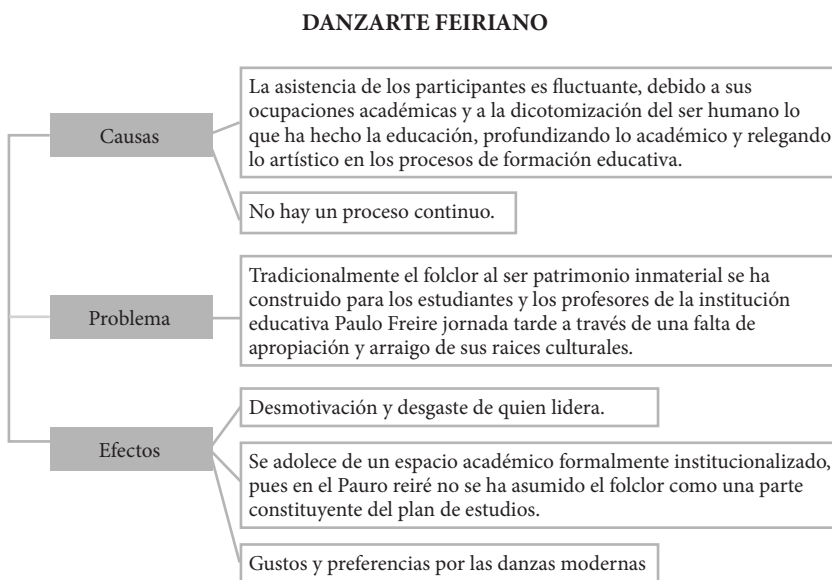 DANZARTE FEIRIANO
Causas
La asistencia de los participantes es fluctuante, debido a sus
ocupaciones académicas y a la dicotomización del ser humano lo
que ha hecho la educación, profundizando lo académico y relegando
lo artístico en los procesos de formación educativa.
No hay un proceso continuo.
Problema
Tradicionalmente el folclor al ser patrimonio inmaterial se ha
construido para los estudiantes y los profesores de la institución
educativa Paulo Freire jornada tarde a través de una falta de
apropiación y arraigo de sus raices culturales.
Efectos
Desmotivación y desgaste de quien lidera.
Se adolece de un espacio académico formalmente institucionalizado,
pues en el Pauro reiré no se ha asumido el folclor como una parte
constituyente del plan de estudios.
Gustos y preferencias por las danzas modernas